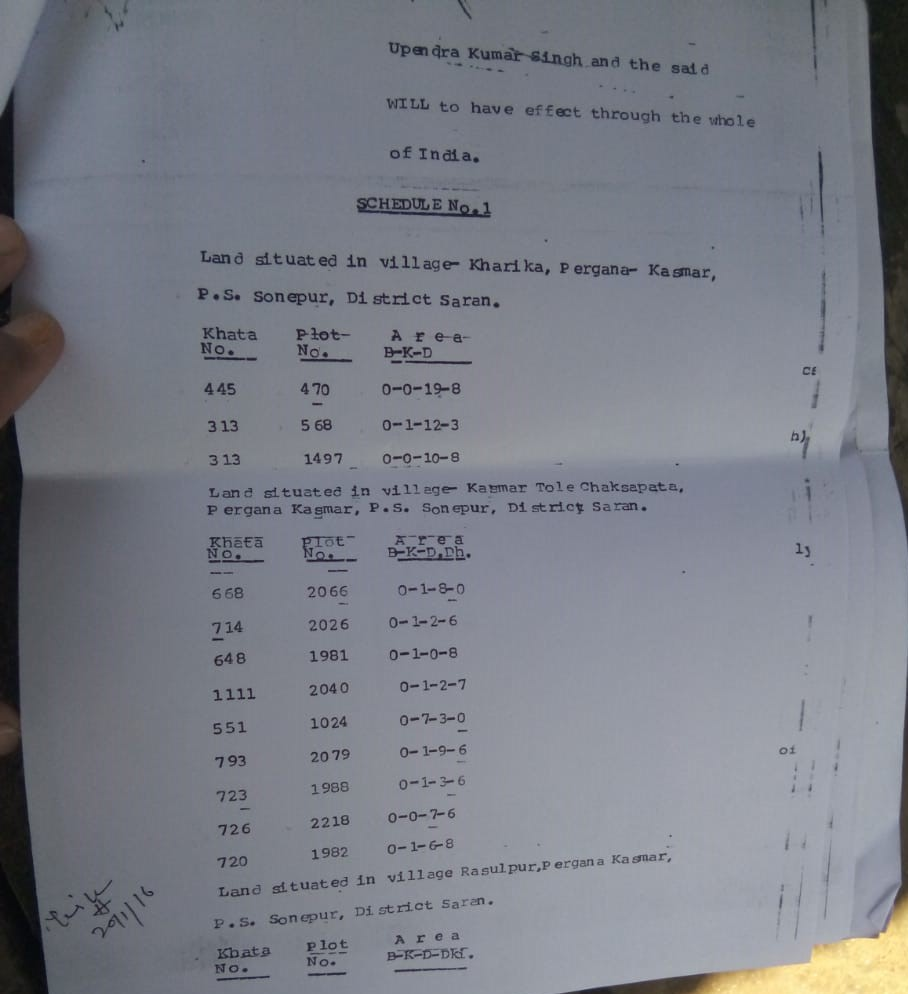 Upendra Kumar Singh and the said
WILL to have effect through the whole
of India.
SCHEDULE No.1
Land situated in village- Kharika, Pergana- Kasmar,
P.S. Sonepur, District Saran.
Khata Plot- A r e a-
No. No. B-K-D
445 470 0-0-19-8
313 568 0-1-12-3
313 1497 0-0-10-8
Land situated in village- Kasmar Tole Chaksapata,
Pergana Kasmar, P.S. Sonepur, District Saran.
Khata Plot- A r e a
No. No. B-K-D.Dh.
668 2066 0-1-8-0
714 2026 0-1-2-6
648 1981 0-1-0-8
1111 2040 0-1-2-7
551 1024 0-7-3-0
793 2079 0-1-9-6
723 1988 0-1-3-6
726 2218 0-0-7-6
720 1982 0-1-6-8
Land situated in village Rasulpur,Pergana Kasmar,
P.S. Sonepur, District Saran.
Khata Plot A r e a
No. No. B-K-D-Dkf.
20/1/16
h)
ly
of